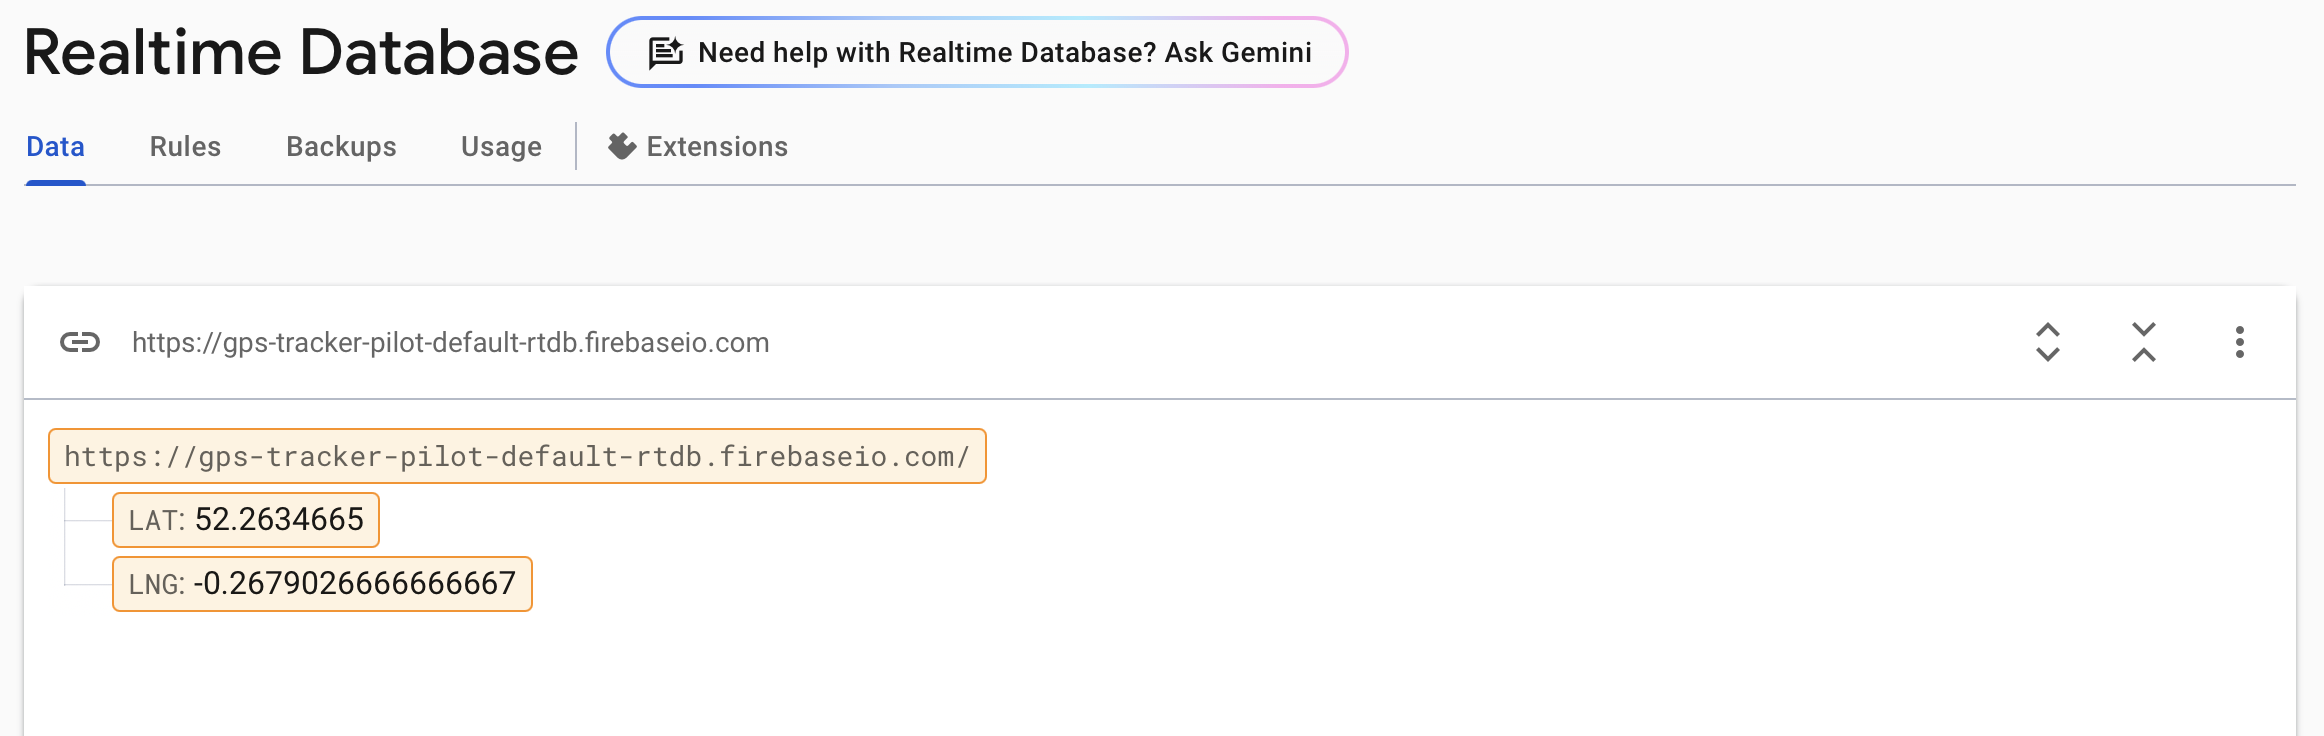 Realtime Database
Need help with Realtime Database? Ask Gemini
Data
Rules
Backups
Usage
Extensions
https://gps-tracker-pilot-default-rtdb.firebaseio.com
https://gps-tracker-pilot-default-rtdb.firebaseio.com/
LAT: 52.2634665
LNG: -0.2679026666666667